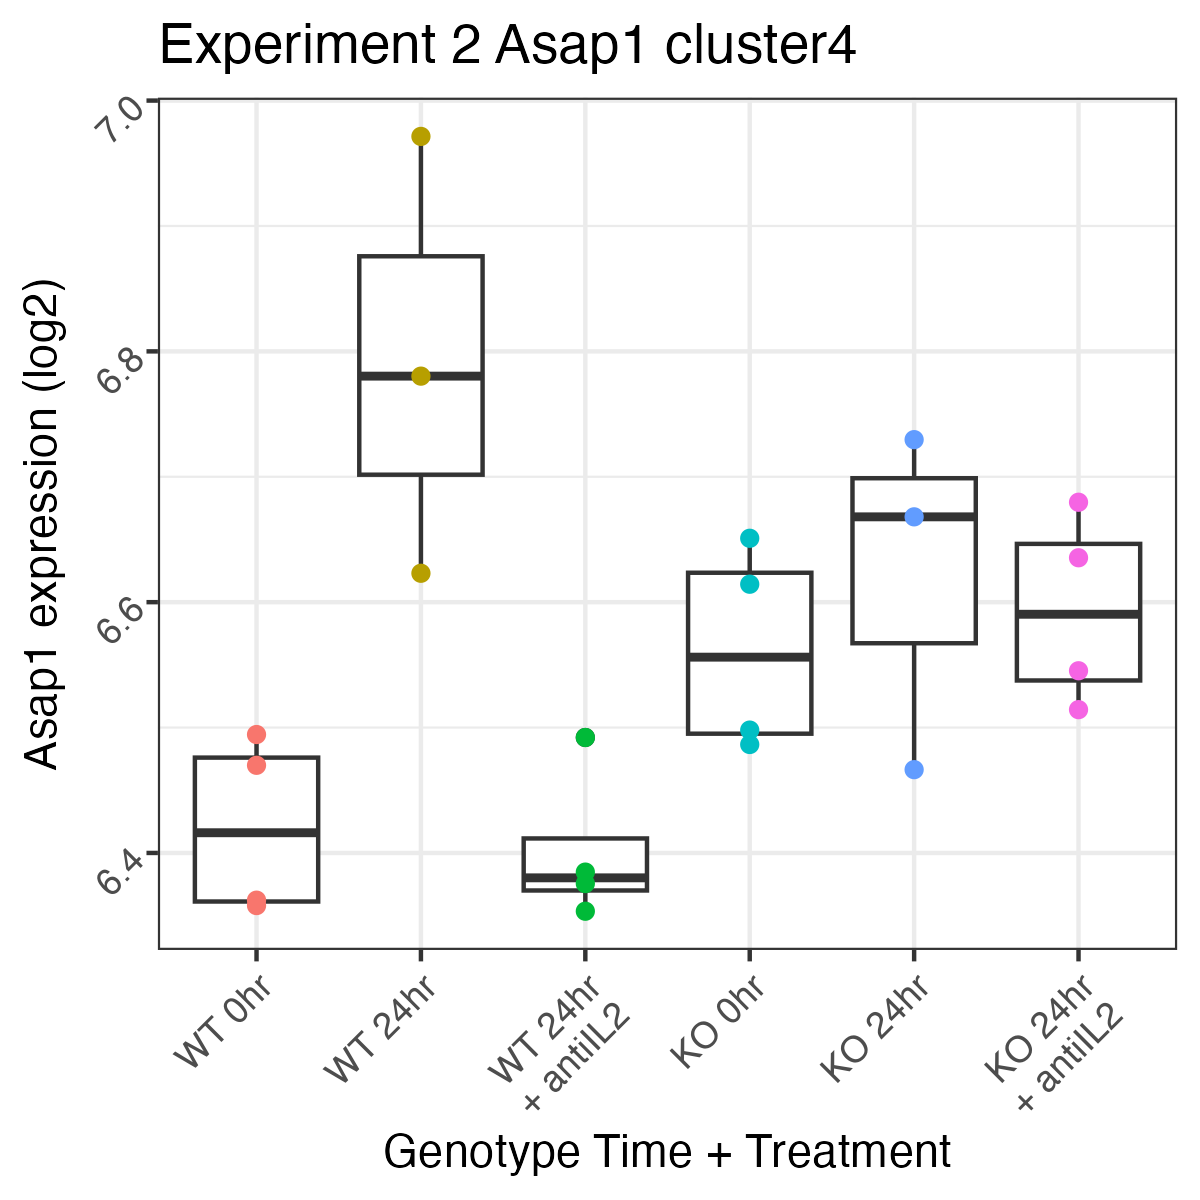 Experiment 2 Asap1 cluster4
Asap1 expression (log2)
7.0
6.8
6.6
6.4
WT 0hr
WT 24hr
WT 24hr
+ antiIL2
KO 0hr
KO 24hr
KO 24hr
+ antiIL2
Genotype Time + Treatment